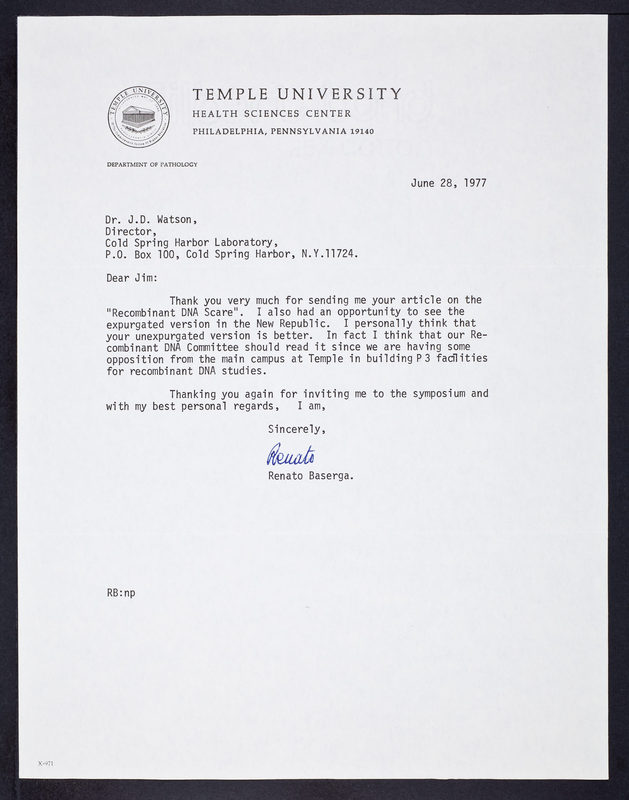 TEMPLE UNIVERSITY
TEMPLE UNIVERSITY
HEALTH SCIENCES CENTER
PHILADELPHIA, PENNSYLVANIA 19140
DEPARTMENT OF PATHOLOGY
June 28, 1977
Dr. J.D. Watson,
Director,
Cold Spring Harbor Laboratory,
P.O. Box 100, Cold Spring Harbor, N.Y.11724.
Dear Jim:
Thank you very much for sending me your article on the
"Recombinant DNA Scare". I also had an opportunity to see the
expurgated version in the New Republic. I personally think that
your unexpurgated version is better. In fact I think that our Re-
combinant DNA Committee should read it since we are having some
opposition from the main campus at Temple in building P3 facilities
for recombinant DNA studies.
Thanking you again for inviting me to the symposium and
with my best personal regards, I am,
Sincerely,
Renato
Renato Baserga.
RB:np
K-971